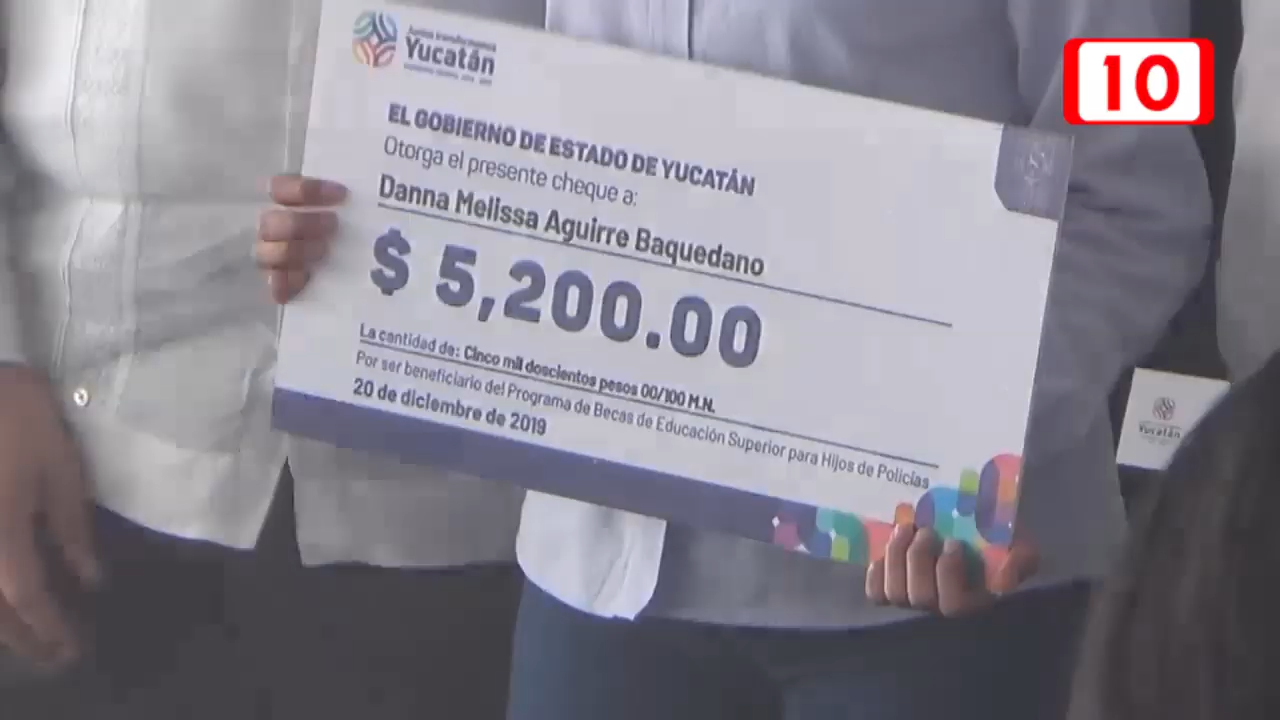 Juntos transformemos
Yucatán
10
EL GOBIERNO DE ESTADO DE YUCATÁN
Otorga el presente cheque a:
Danna Melissa Aguirre Baquedano
$ 5,200.00
La cantidad de: Cinco mil doscientos pesos 00/100 M.N.
Por ser beneficiario del Programa de Becas de Educación Superior para Hijos de Policías
20 de diciembre de 2019
Yucatán